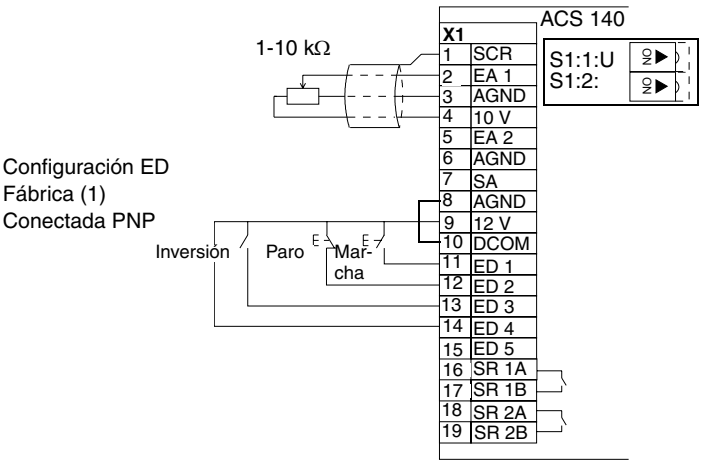 ACS 140
X1
1-10 kΩ
1 SCR
2 EA 1
3 AGND
4 10 V
5 EA 2
6 AGND
7 SA
8 AGND
9 12 V
10 DCOM
11 ED 1
12 ED 2
13 ED 3
14 ED 4
15 ED 5
16 SR 1A
17 SR 1B
18 SR 2A
19 SR 2B
S1:1:U
S1:2:
ON
ON
Configuración ED
Fábrica (1)
Conectada PNP
Inversión
Paro
Mar-
cha